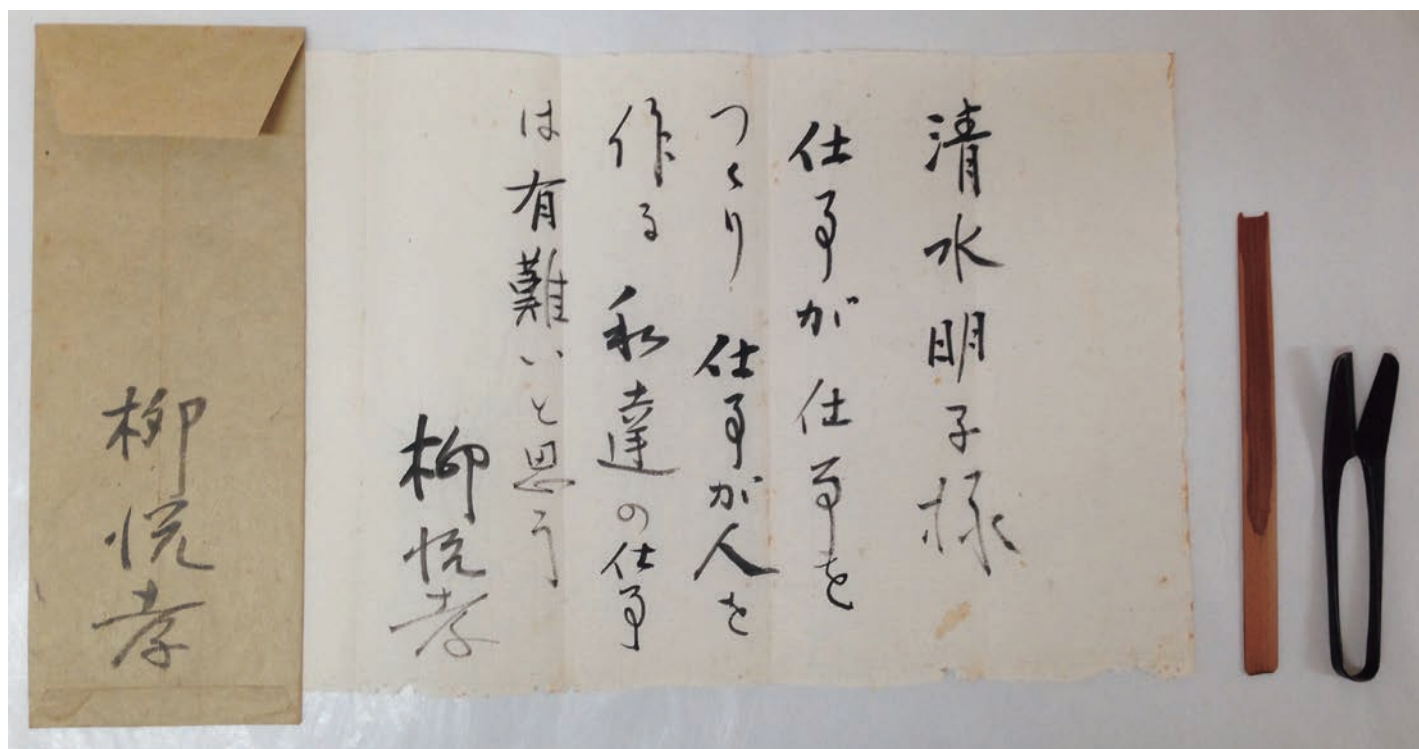 清水明子様
仕事が仕事を
つくり仕事が人を
作る私達の仕事
は有難いと思う
柳悦孝
柳悦孝